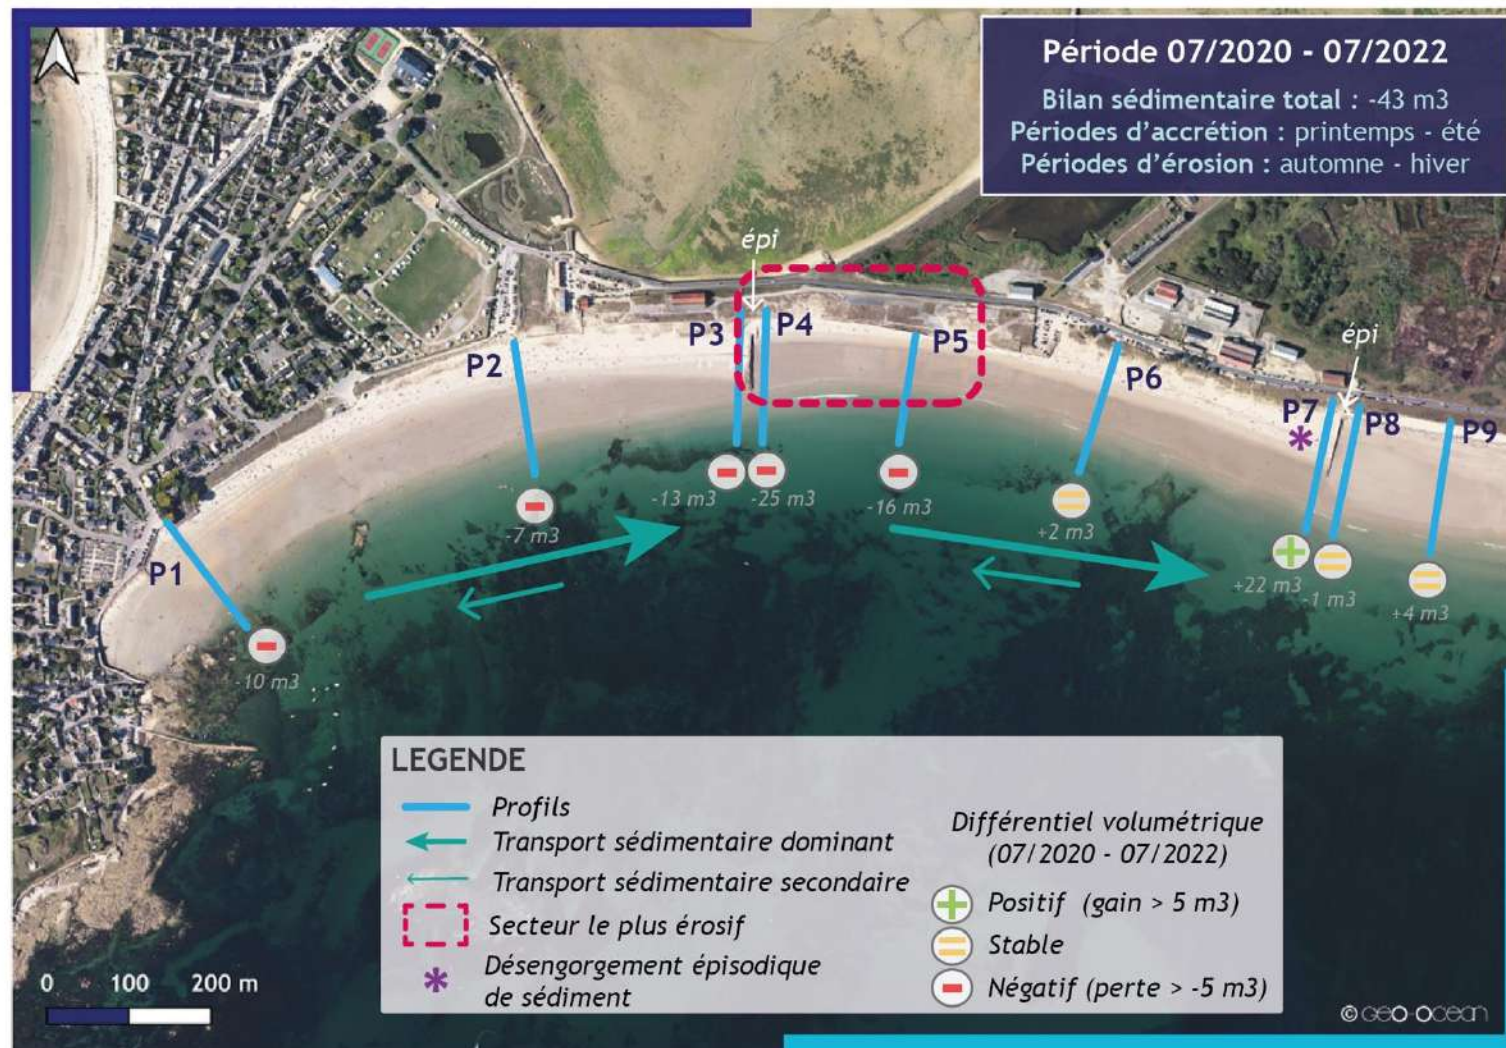 Période 07/2020 - 07/2022
Bilan sédimentaire total : -43 m3
Périodes d'accrétion : printemps - été
Périodes d'érosion : automne - hiver
épi
P3
P4
P5
P2
P6
épi
P7
*
P8
P9
P1
-13 m3
-25 m3
-16 m3
-7 m3
+2 m3
+22 m3
-1 m3
+4 m3
-10 m3
LEGENDE
Profils
Transport sédimentaire dominant
Transport sédimentaire secondaire
Secteur le plus érosif
* Désengorgement épisodique
de sédiment
Différentiel volumétrique
(07/2020 - 07/2022)
Positif (gain > 5 m3)
Stable
Négatif (perte > -5 m3)
0 100 200 m
© GEO-OCEAN